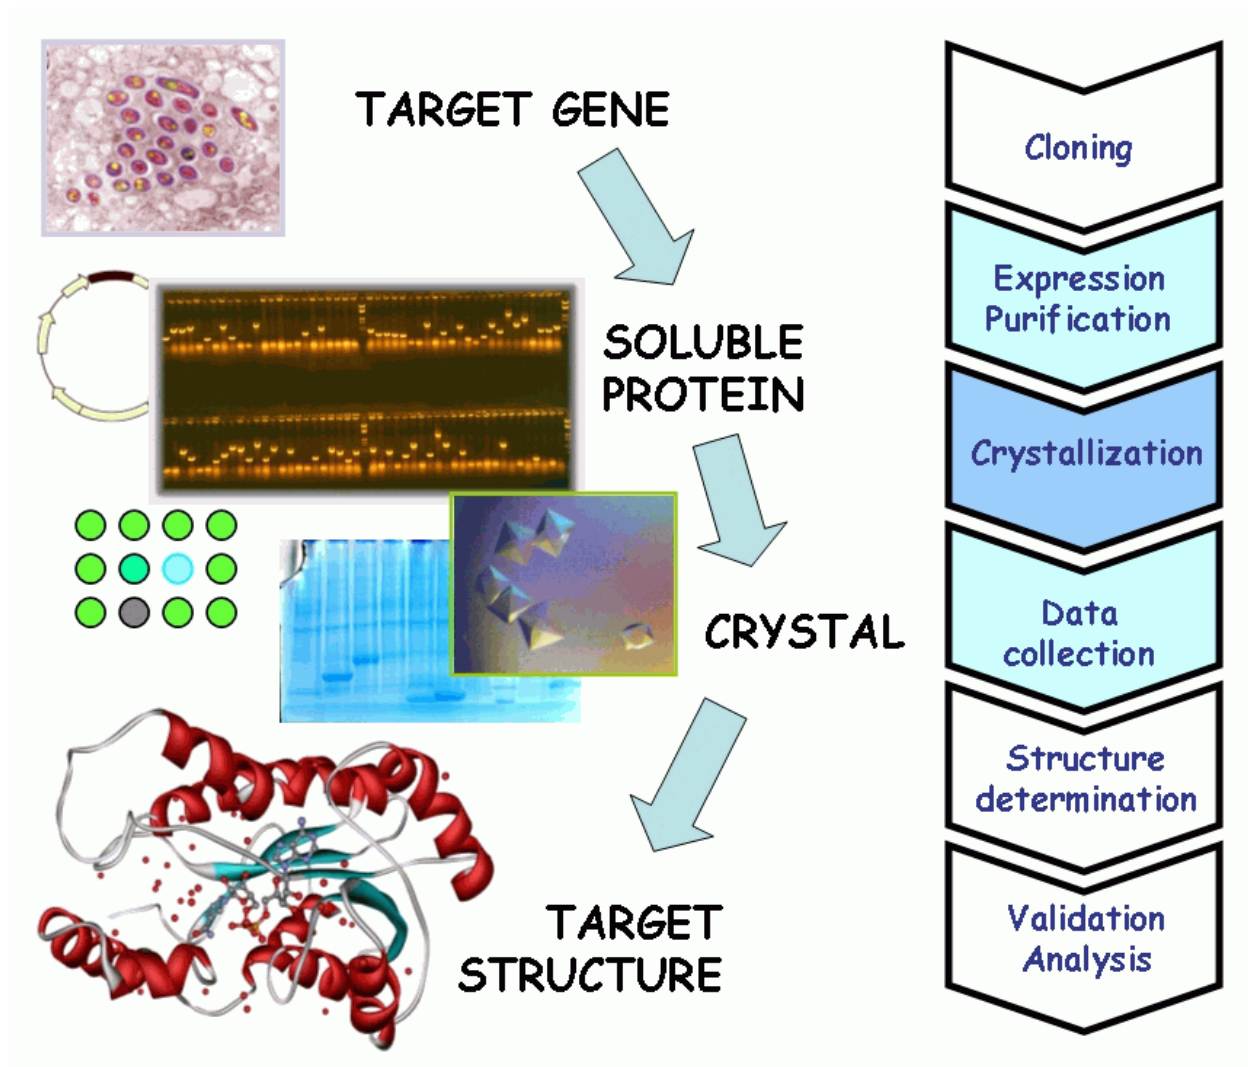 TARGET GENE
SOLUBLE
PROTEIN
CRYSTAL
TARGET
STRUCTURE
Cloning
Expression
Purification
Crystallization
Data
collection
Structure
determination
Validation
Analysis